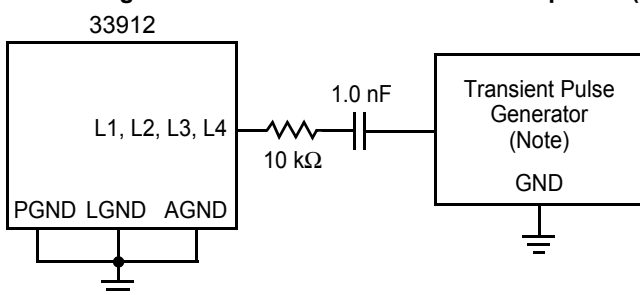 33912
L1, L2, L3, L4
10 kΩ
1.0 nF
Transient Pulse
Generator
(Note)
GND
PGND LGND AGND